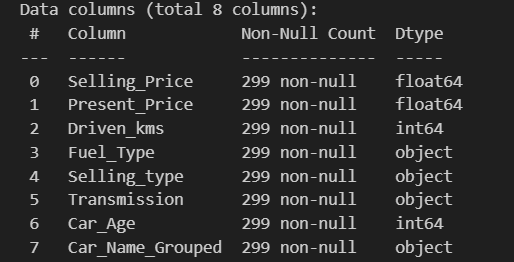 Data columns (total 8 columns):
 #   Column            Non-Null Count  Dtype
---  ------            --------------  -----
 0   Selling_Price     299 non-null    float64
 1   Present_Price     299 non-null    float64
 2   Driven_kms        299 non-null    int64
 3   Fuel_Type         299 non-null    object
 4   Selling_type      299 non-null    object
 5   Transmission      299 non-null    object
 6   Car_Age           299 non-null    int64
 7   Car_Name_Grouped  299 non-null    object